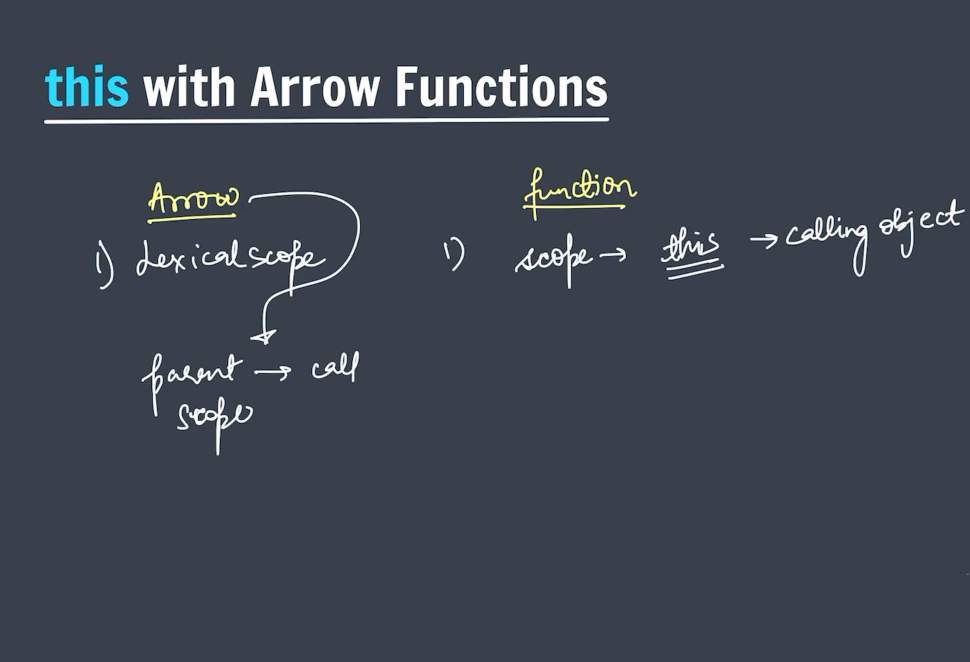 this with Arrow Functions
Arrow
1) Lexical scope
parent → call
scope
function
1) scope → this → calling object